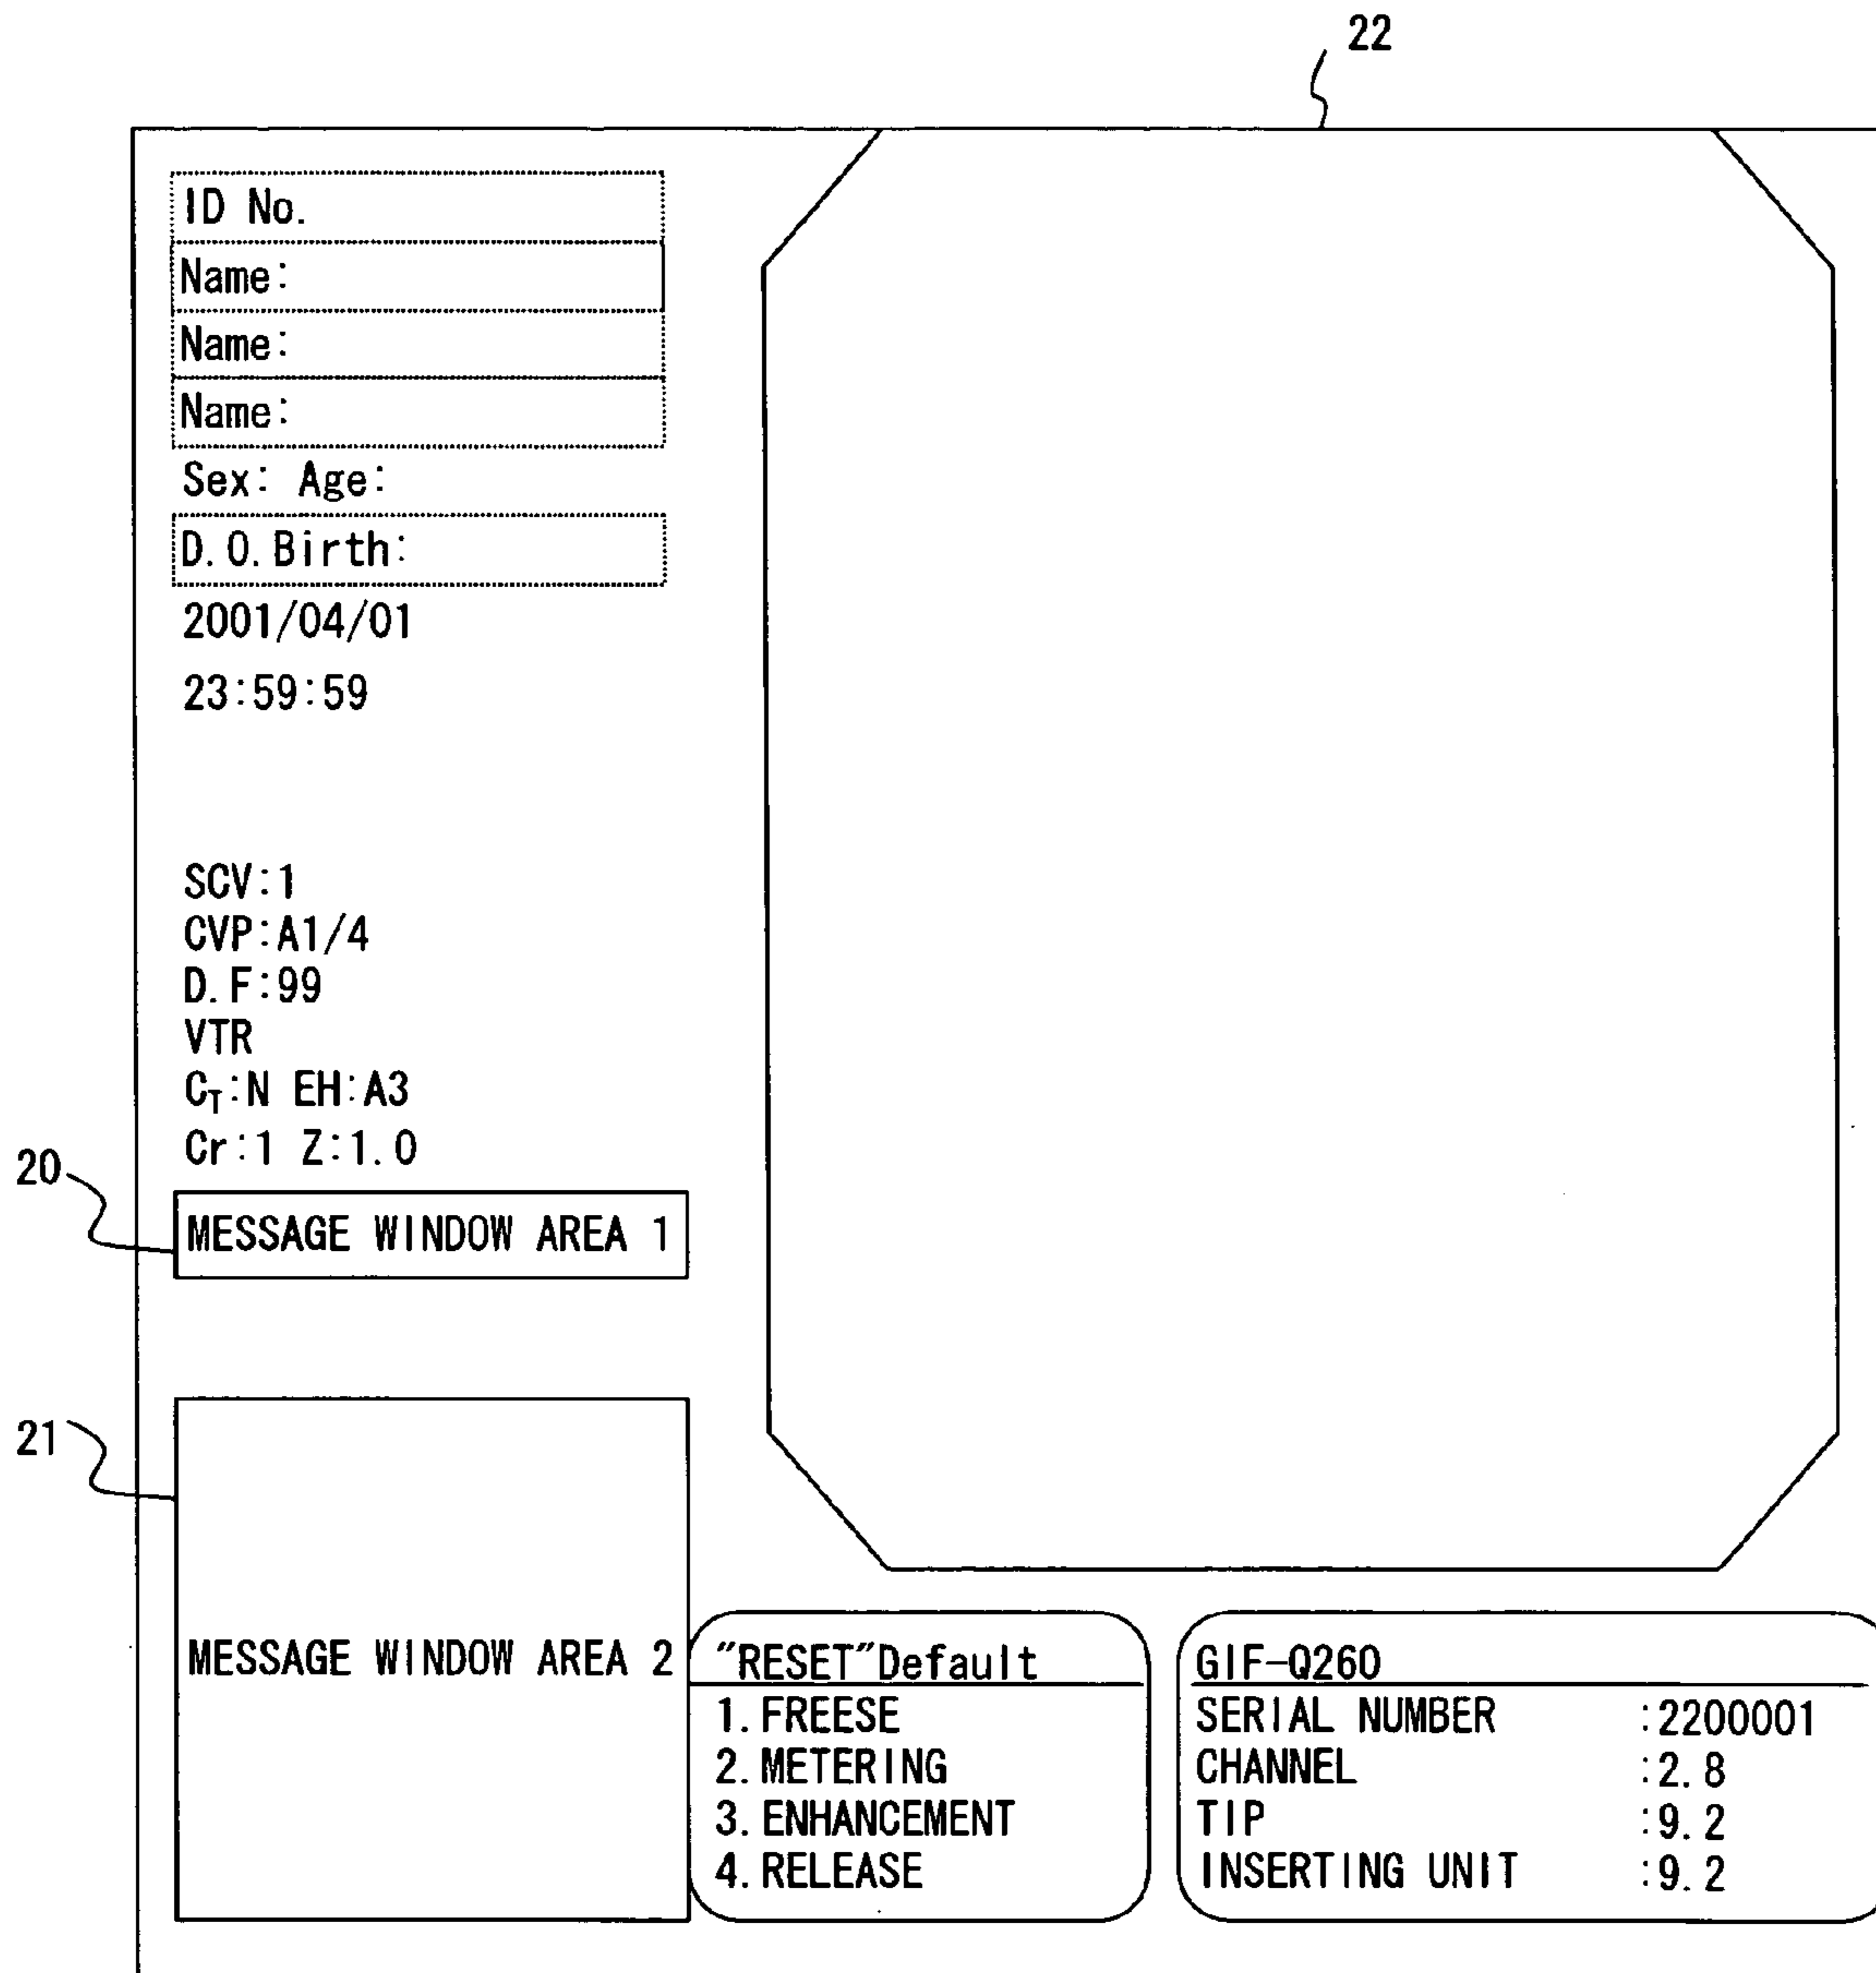 22
ID No.
Name:
Name:
Name:
Sex: Age:
D.O.Birth:
2001/04/01
23:59:59
SCV:1
CVP:A1/4
D.F:99
VTR
CT:N EH:A3
Cr:1 Z:1.0
20
MESSAGE WINDOW AREA 1
21
MESSAGE WINDOW AREA 2
"RESET"Default
1.FREESE
2.METERING
3.ENHANCEMENT
4.RELEASE
GIF-Q260
SERIAL NUMBER :2200001
CHANNEL :2.8
TIP :9.2
INSERTING UNIT :9.2